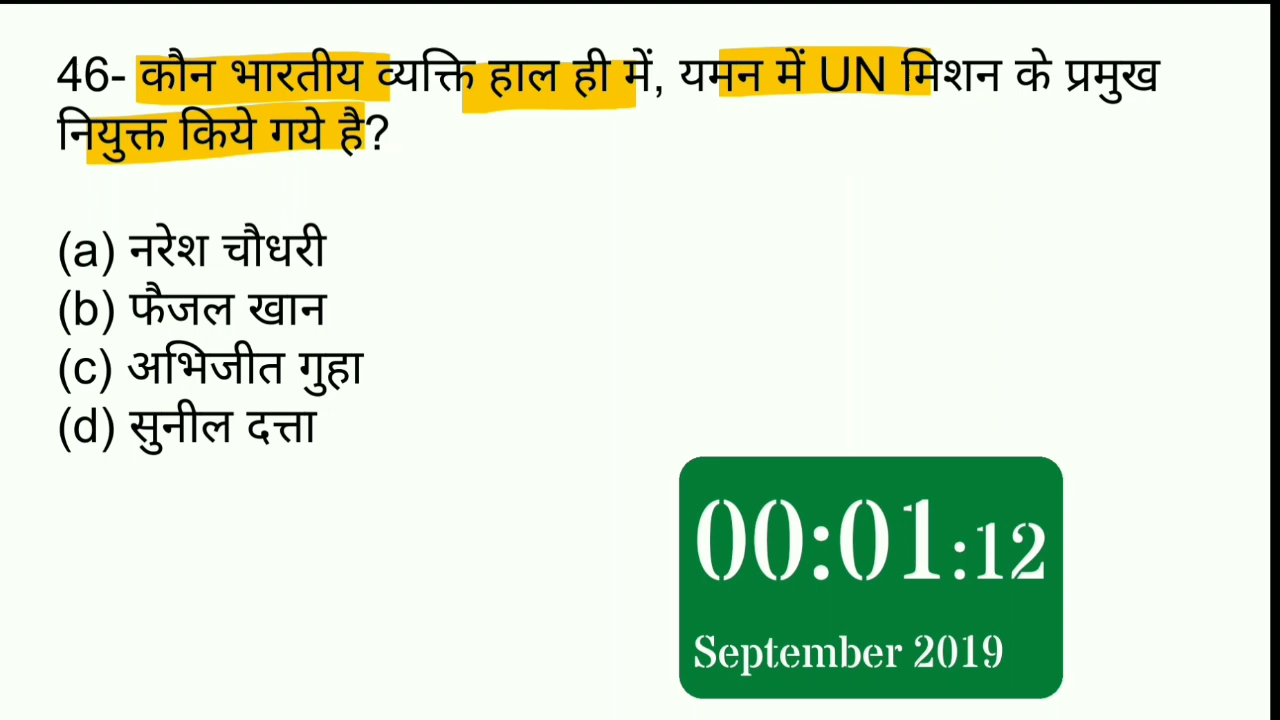 46- कौन भारतीय व्यक्ति हाल ही में, यमन में UN मिशन के प्रमुख
नियुक्त किये गये है?
(a) नरेश चौधरी
(b) फैजल खान
(c) अभिजीत गुहा
(d) सुनील दत्ता
00:01:12
September 2019